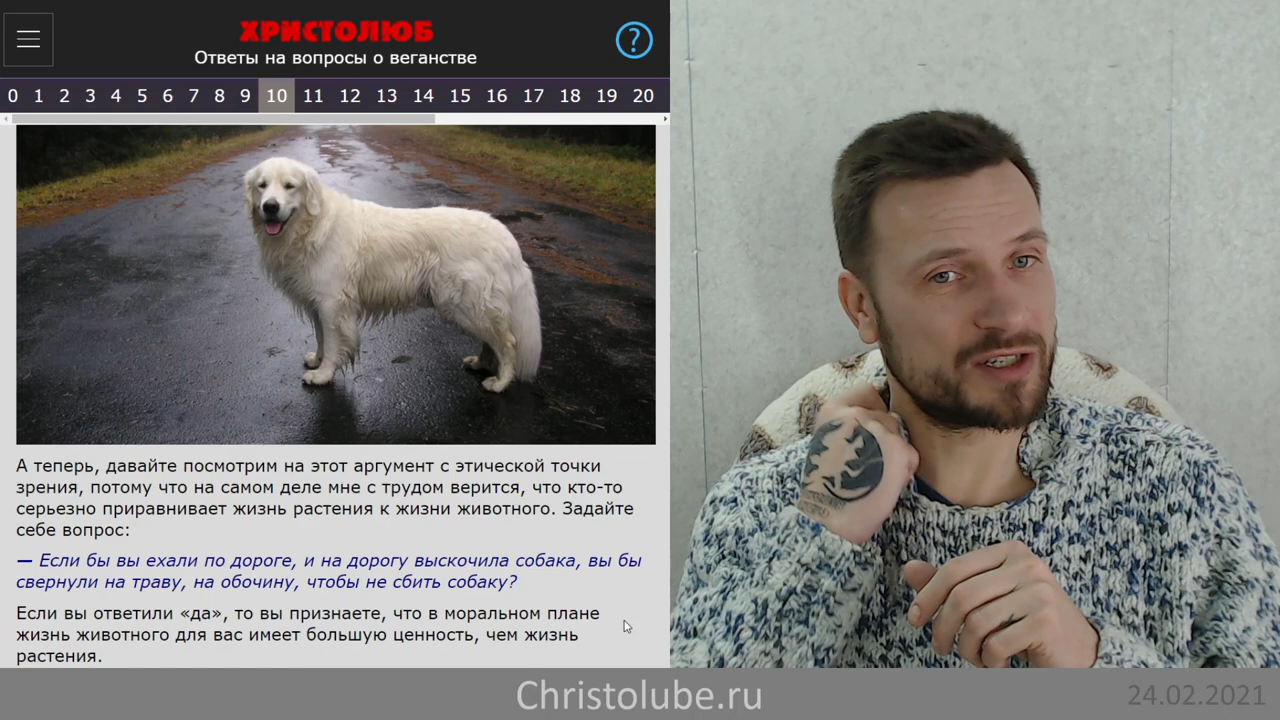 ХРИСТОЛЮБ
Ответы на вопросы о веганстве
?
0 1 2 3 4 5 6 7 8 9 10 11 12 13 14 15 16 17 18 19 20
А теперь, давайте посмотрим на этот аргумент с этической точки
зрения, потому что на самом деле мне с трудом верится, что кто-то
серьезно приравнивает жизнь растения к жизни животного. Задайте
себе вопрос:
— Если бы вы ехали по дороге, и на дорогу выскочила собака, вы бы
свернули на траву, на обочину, чтобы не сбить собаку?
Если вы ответили «да», то вы признаете, что в моральном плане
жизнь животного для вас имеет большую ценность, чем жизнь
растения.
Christolube.ru
24.02.2021